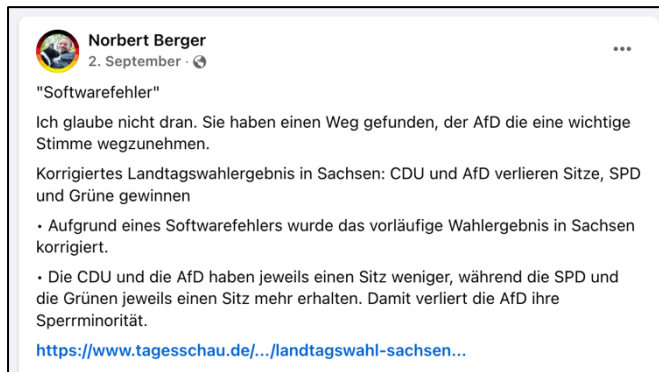 Norbert Berger
2. September ·
"Softwarefehler"
Ich glaube nicht dran. Sie haben einen Weg gefunden, der AfD die eine wichtige
Stimme wegzunehmen.
Korrigiertes Landtagswahlergebnis in Sachsen: CDU und AfD verlieren Sitze, SPD
und Grüne gewinnen
• Aufgrund eines Softwarefehlers wurde das vorläufige Wahlergebnis in Sachsen
korrigiert.
• Die CDU und die AfD haben jeweils einen Sitz weniger, während die SPD und
die Grünen jeweils einen Sitz mehr erhalten. Damit verliert die AfD ihre
Sperrminorität.
https://www.tagesschau.de/.../landtagswahl-sachsen...